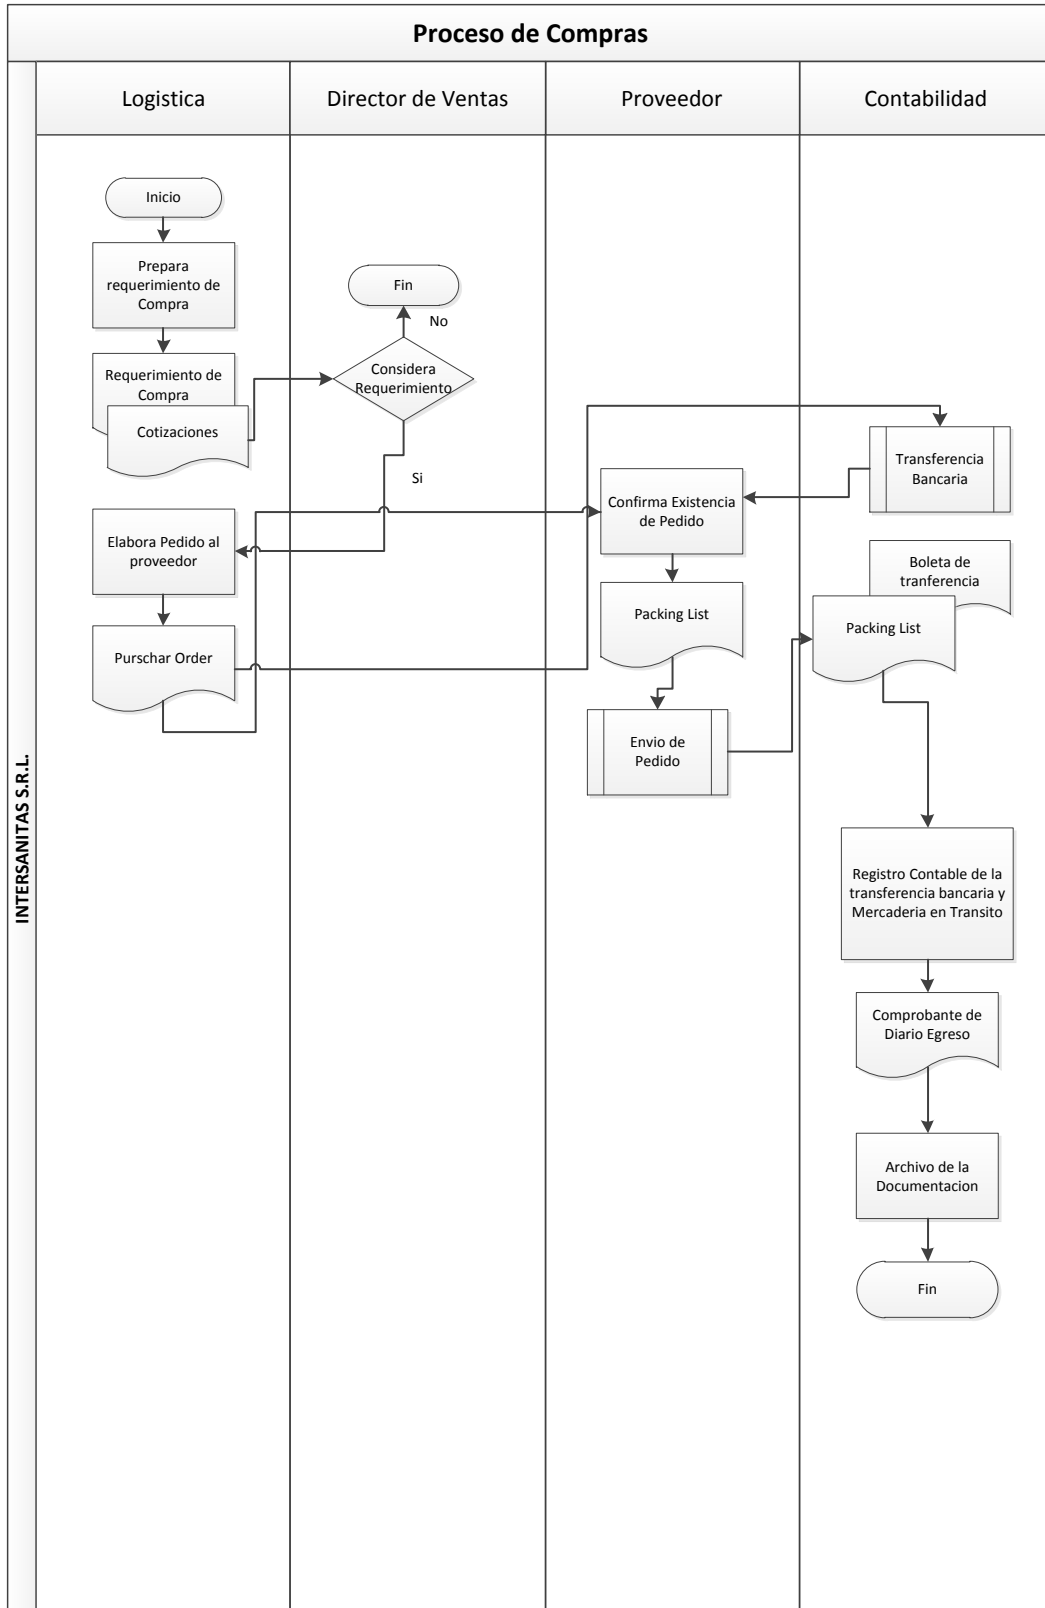 Proceso de Compras
INTERSANITAS S.R.L.
Logistica
Director de Ventas
Proveedor
Contabilidad
Inicio
Prepara
requerimiento de
Compra
Requerimiento de
Compra
Cotizaciones
Elabora Pedido al
proveedor
Purschar Order
Fin
No
Considera
Requerimiento
Si
Confirma Existencia
de Pedido
Packing List
Envio de
Pedido
Transferencia
Bancaria
Boleta de
tranferencia
Packing List
Registro Contable de la
transferencia bancaria y
Mercaderia en Transito
Comprobante de
Diario Egreso
Archivo de la
Documentacion
Fin